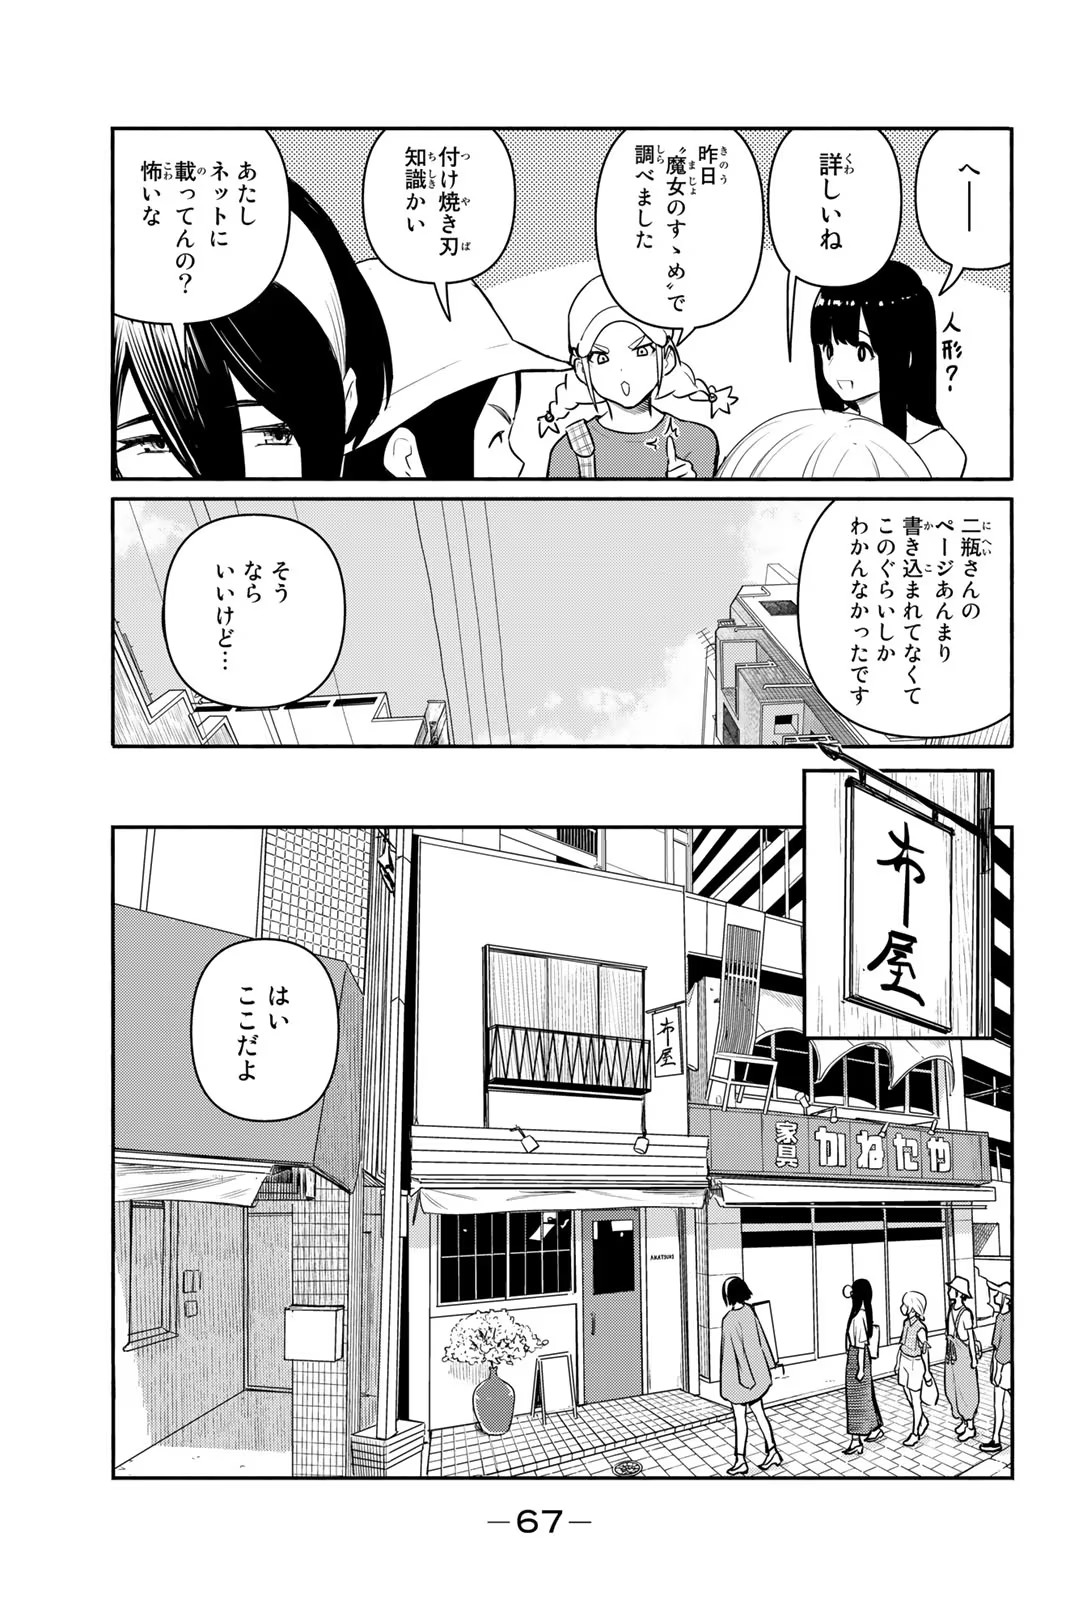 へーー
詳しいね
人形？
昨日
〝魔女のすゝめ〟で
調べました
付け焼き刃
知識かい
あたし
ネットに
載ってんの？
怖いな
二瓶さんの
ページあんまり
書き込まれてなくて
このぐらいしか
わかんなかったです
そう
なら
いいけど…
布屋
はい
ここだよ
布屋
家具 かねたや
AMATSUKI
－67－